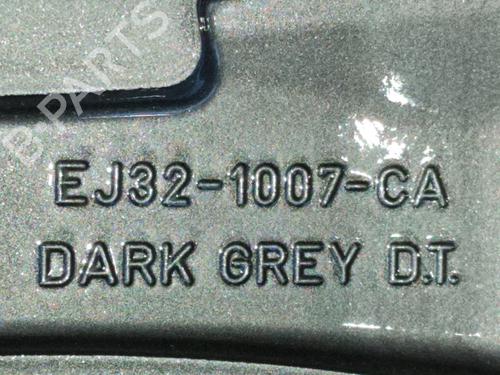 B-PARTS
EJ32-1007-CA
DARK GREY D.T.